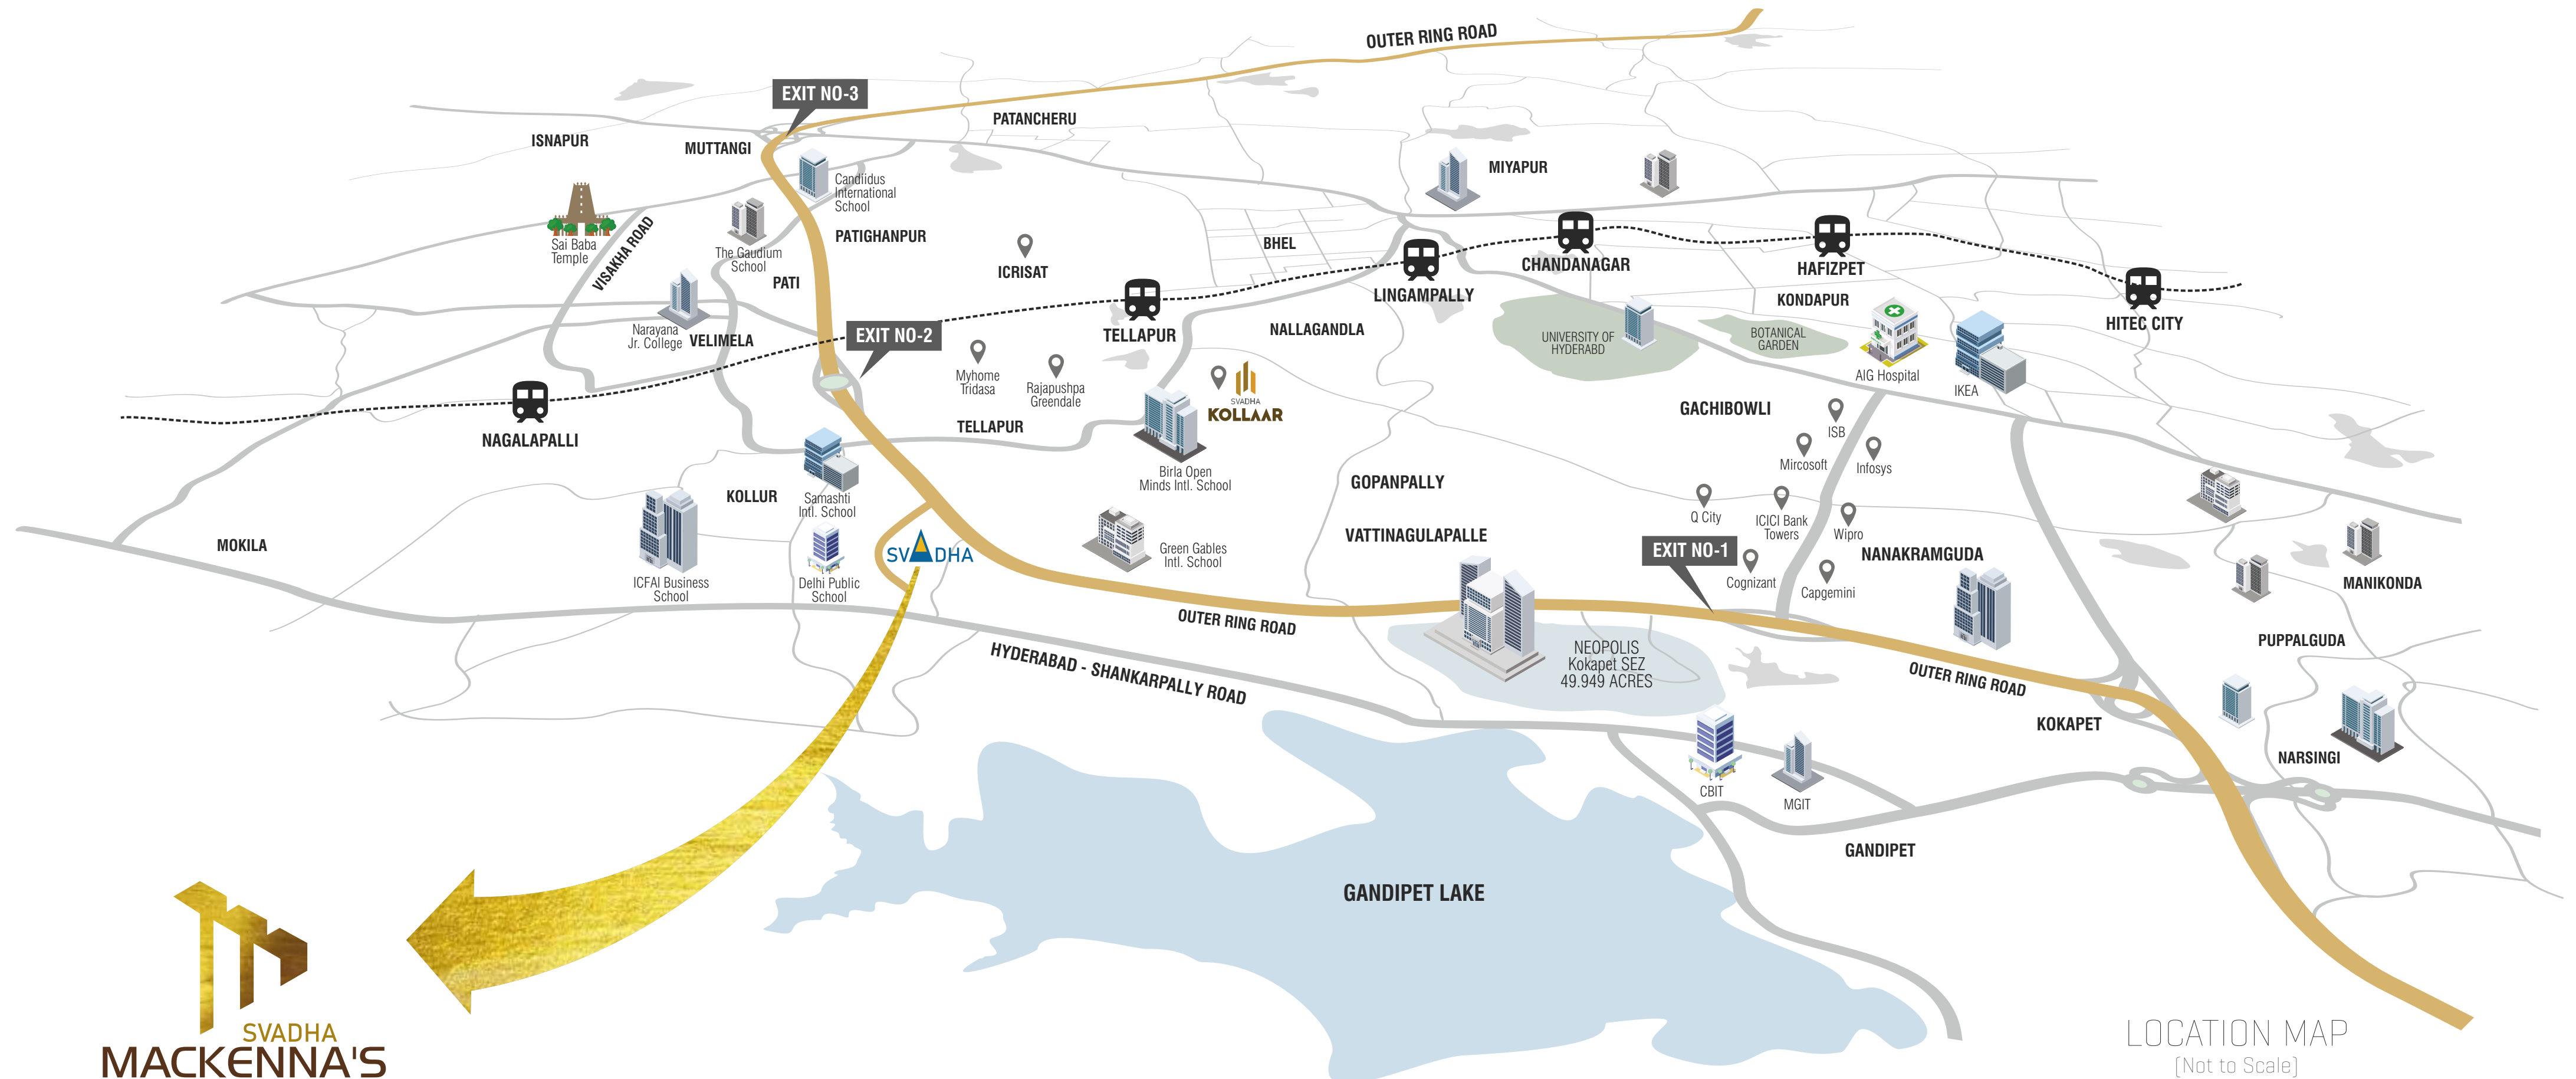 OUTER RING ROAD
EXIT NO-3
PATANCHERU
ISNAPUR
MUTTANGI
MIYAPUR
Candiidus
International
School
Sai Baba
Temple
VISAKHA ROAD
The Gaudium
School
PATIGHANPUR
PATI
ICRISAT
BHEL
LINGAMPALLY
CHANDANAGAR
HAFIZPET
HITEC CITY
KONDAPUR
Narayana
Jr. College
VELIMELA
EXIT NO-2
TELLAPUR
NALLAGANDLA
UNIVERSITY OF
HYDERABD
BOTANICAL
GARDEN
AIG Hospital
IKEA
Myhome
Tridasa
Rajapushpa
Greendale
SVADHA
KOLLAAR
NAGALAPALLI
TELLAPUR
GACHIBOWLI
ISB
Mircosoft
Infosys
Birla Open
Minds Intl. School
GOPANPALLY
KOLLUR
Samashti
Intl. School
Q City
ICICI Bank
Towers
Wipro
MOKILA
SVADHA
Green Gables
Intl. School
VATTINAGULAPALLE
EXIT NO-1
NANAKRAMGUDA
Cognizant
Capgemini
ICFAI Business
School
Delhi Public
School
MANIKONDA
OUTER RING ROAD
HYDERABAD - SHANKARPALLY ROAD
NEOPOLIS
Kokapet SEZ
49.949 ACRES
OUTER RING ROAD
PUPPALGUDA
KOKAPET
NARSINGI
CBIT
MGIT
GANDIPET
GANDIPET LAKE
SVADHA
MACKENNA'S
LOCATION MAP
[Not to Scale]